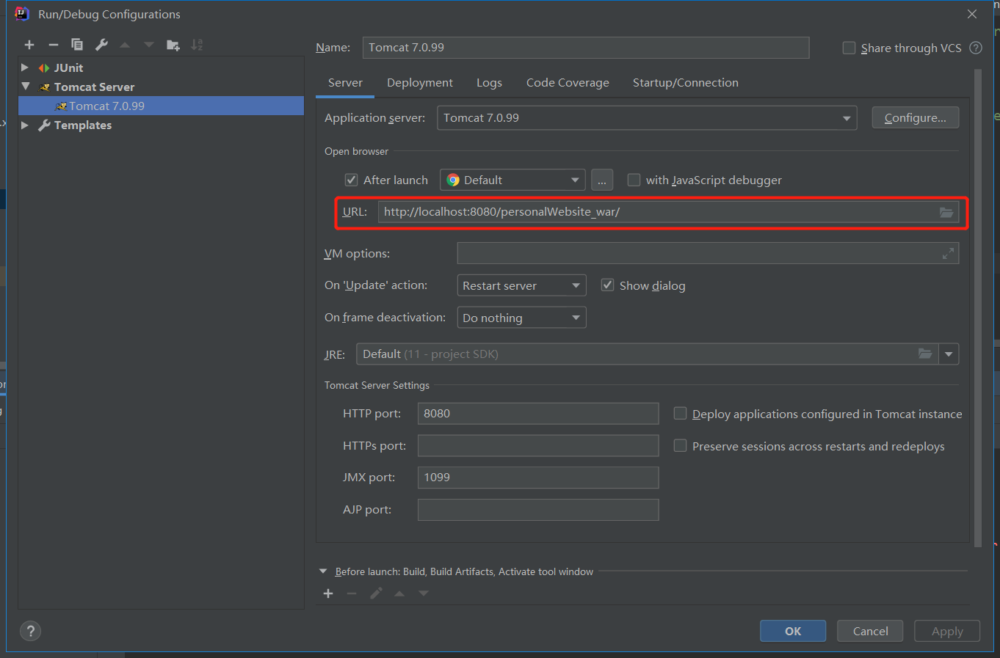 Run/Debug Configurations
JUnit
Tomcat Server
Tomcat 7.0.99
Templates
Name: Tomcat 7.0.99 Share through VCS ?
Server Deployment Logs Code Coverage Startup/Connection
Application server: Tomcat 7.0.99 Configure...
Open browser
After launch Default ... with JavaScript debugger
URL: http://localhost:8080/personalWebsite_war/
VM options:
On 'Update' action: Restart server Show dialog
On frame deactivation: Do nothing
JRE: Default (11 - project SDK)
Tomcat Server Settings
HTTP port: 8080 Deploy applications configured in Tomcat instance
HTTPs port: Preserve sessions across restarts and redeploys
JMX port: 1099
AJP port:
Before launch: Build, Build Artifacts, Activate tool window
? OK Cancel Apply